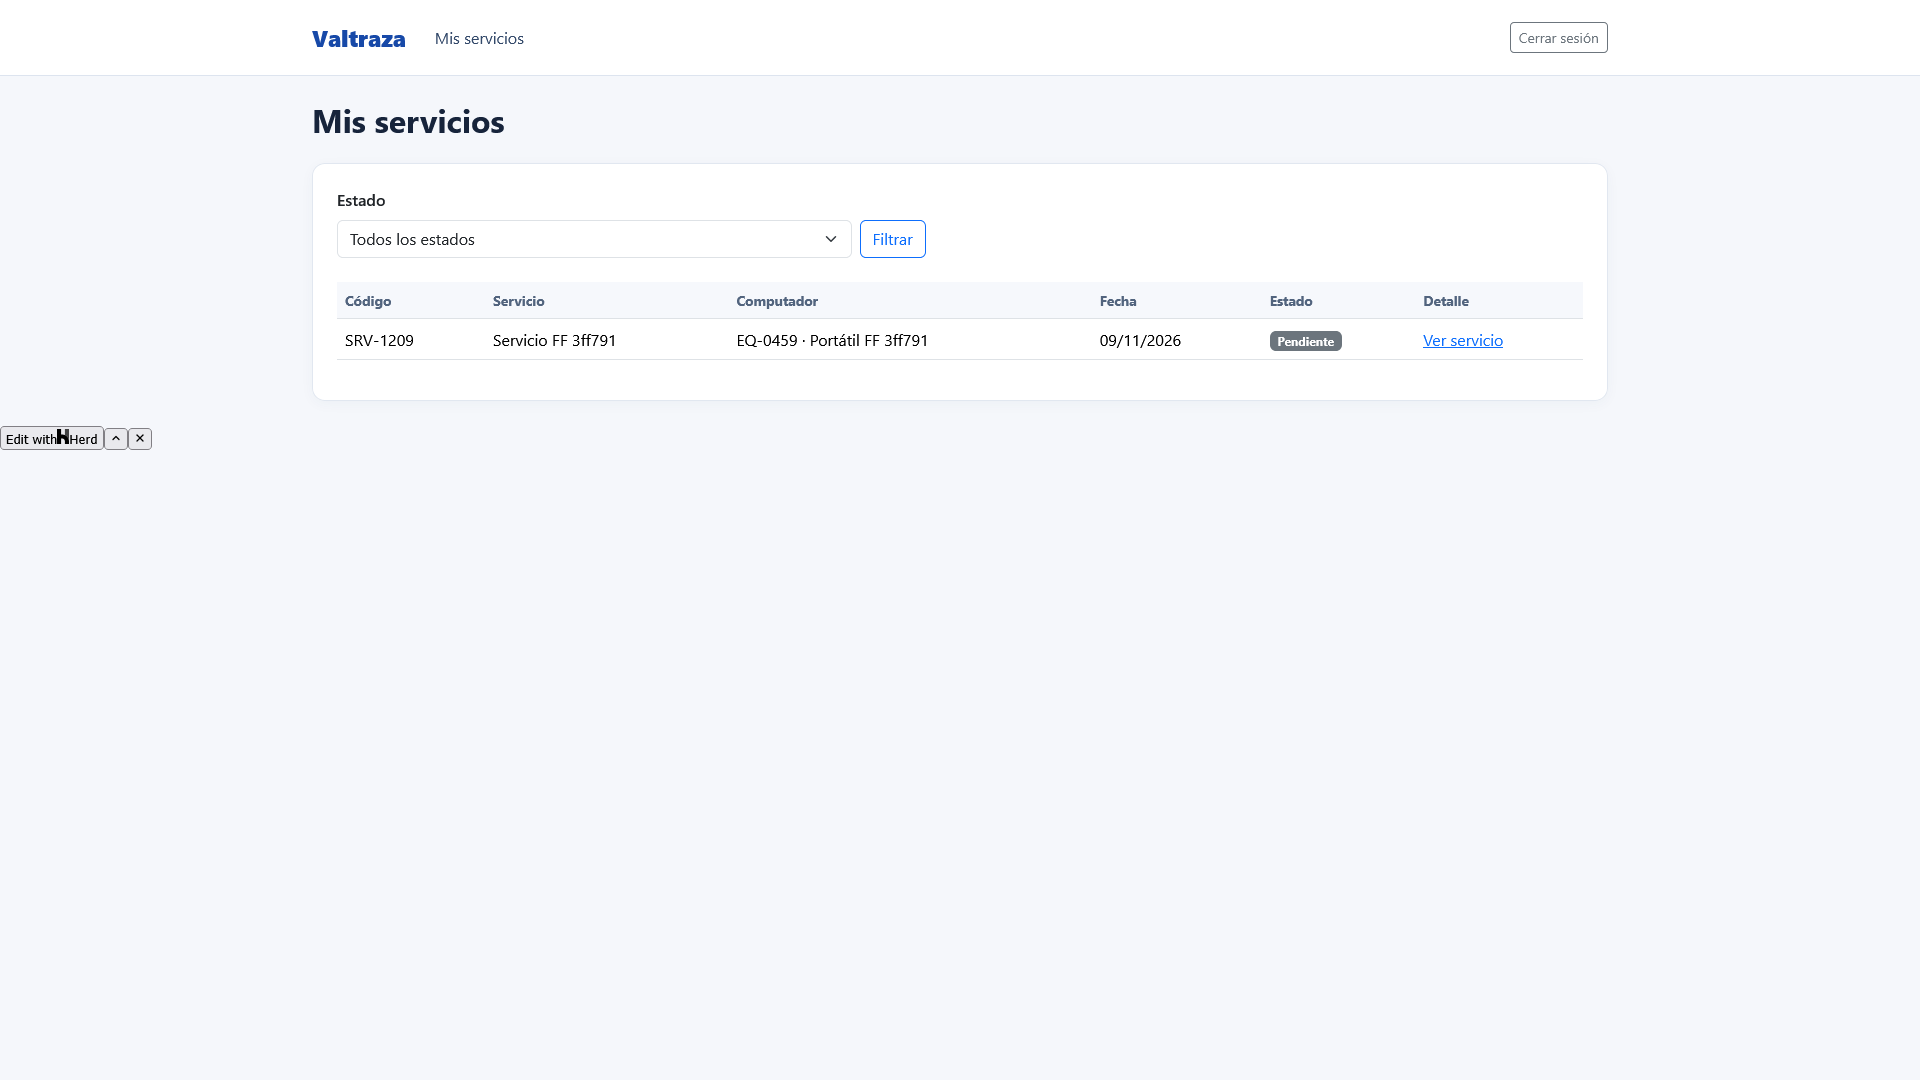 Valtraza Mis servicios Cerrar sesión
Mis servicios
Estado
Todos los estados Filtrar
Código Servicio Computador Fecha Estado Detalle
SRV-1209 Servicio FF 3ff791 EQ-0459 · Portátil FF 3ff791 09/11/2026 Pendiente Ver servicio
Edit with Herd